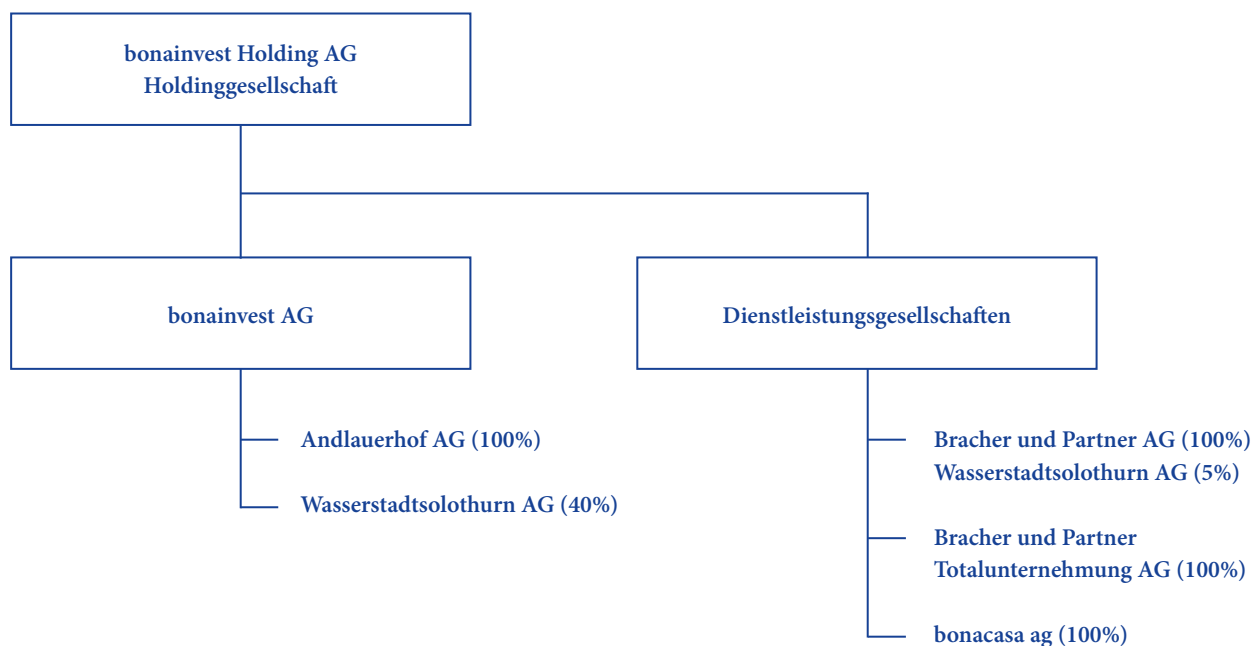 bonainvest Holding AG
Holdinggesellschaft
bonainvest AG
Dienstleistungsgesellschaften
Andlauerhof AG (100%)
Wasserstadtsolothurn AG (40%)
Bracher und Partner AG (100%)
Wasserstadtsolothurn AG (5%)
Bracher und Partner
Totalunternehmung AG (100%)
bonacasa ag (100%)